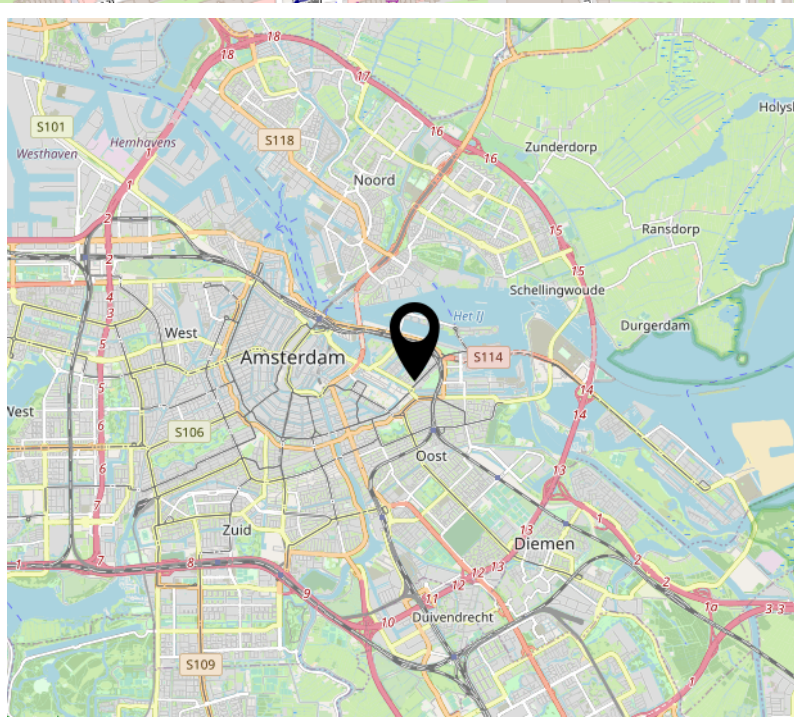 18
18
17
S101
Hemhavens
Westhaven
1
S118
16
16
Zunderdorp
Noord
1
2
15
Ransdorp
2
15
4
3
Schellingwoude
Het IJ
Durgerdam
West
5
Amsterdam
S114
5
14
West
14
S106
5
6
Oost
6
13
7
1
Zuid
13
Diemen
1
7
8
13
12
12
2
2
9
11
1a
3
3
10
Duivendrecht
1
S109